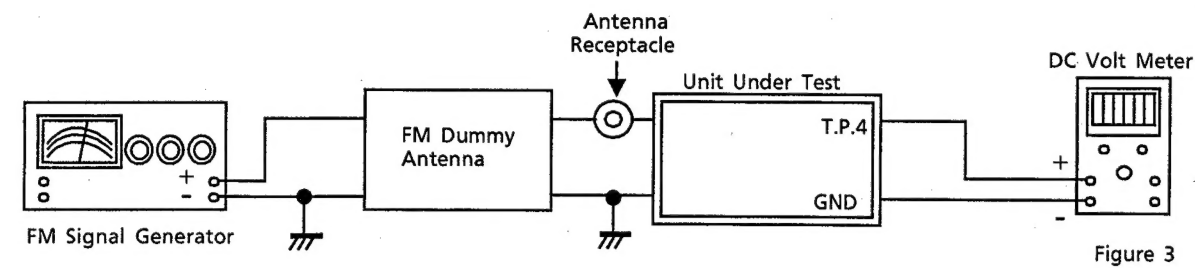 Antenna
Receptacle
DC Volt Meter
Unit Under Test
FM Dummy
Antenna
T.P.4
+
+
-
GND
-
FM Signal Generator
Figure 3